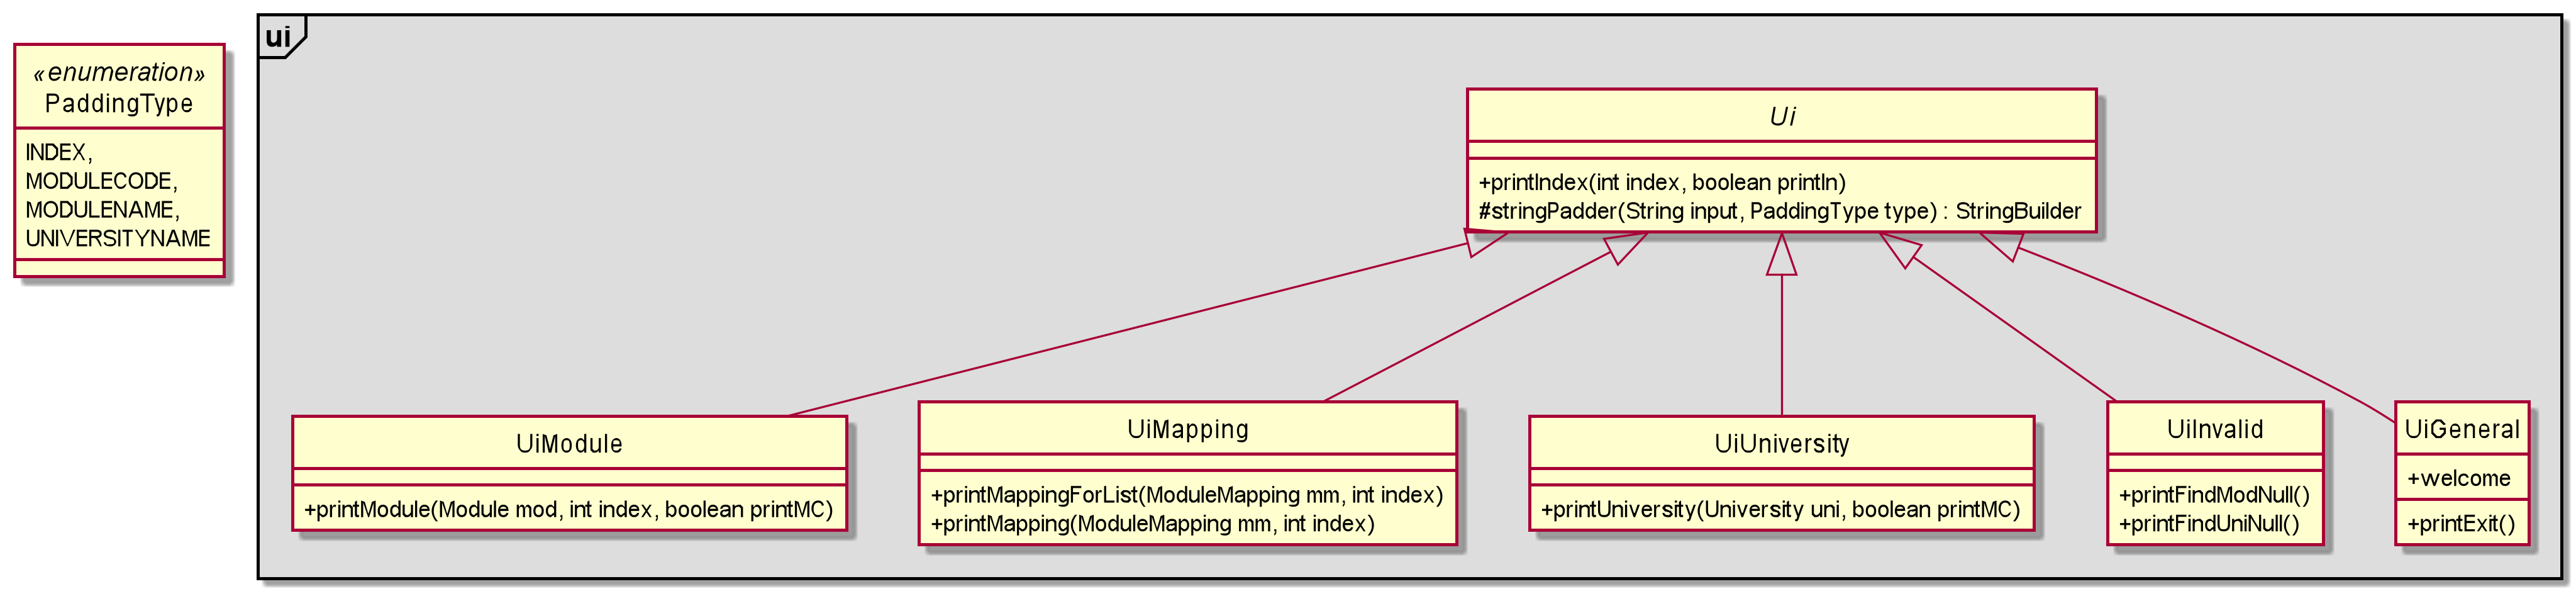 ui
«enumeration»
PaddingType
INDEX,
MODULECODE,
MODULENAME,
UNIVERSITYNAME
Ui
+printIndex(int index, boolean println)
#stringPadder(String input, PaddingType type) : StringBuilder
UiModule
+printModule(Module mod, int index, boolean printMC)
UiMapping
+printMappingForList(ModuleMapping mm, int index)
+printMapping(ModuleMapping mm, int index)
UiUniversity
+printUniversity(University uni, boolean printMC)
UiInvalid
+printFindModNull()
+printFindUniNull()
UiGeneral
+welcome
+printExit()